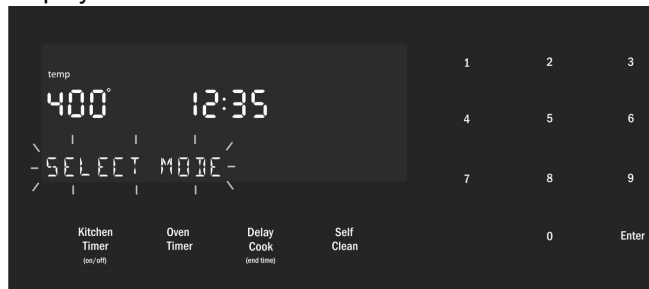 temp
400° 12:35
SELECT MODE
1 2 3
4 5 6
7 8 9
0 Enter
Kitchen Timer (on/off)
Oven Timer
Delay Cook (end time)
Self Clean